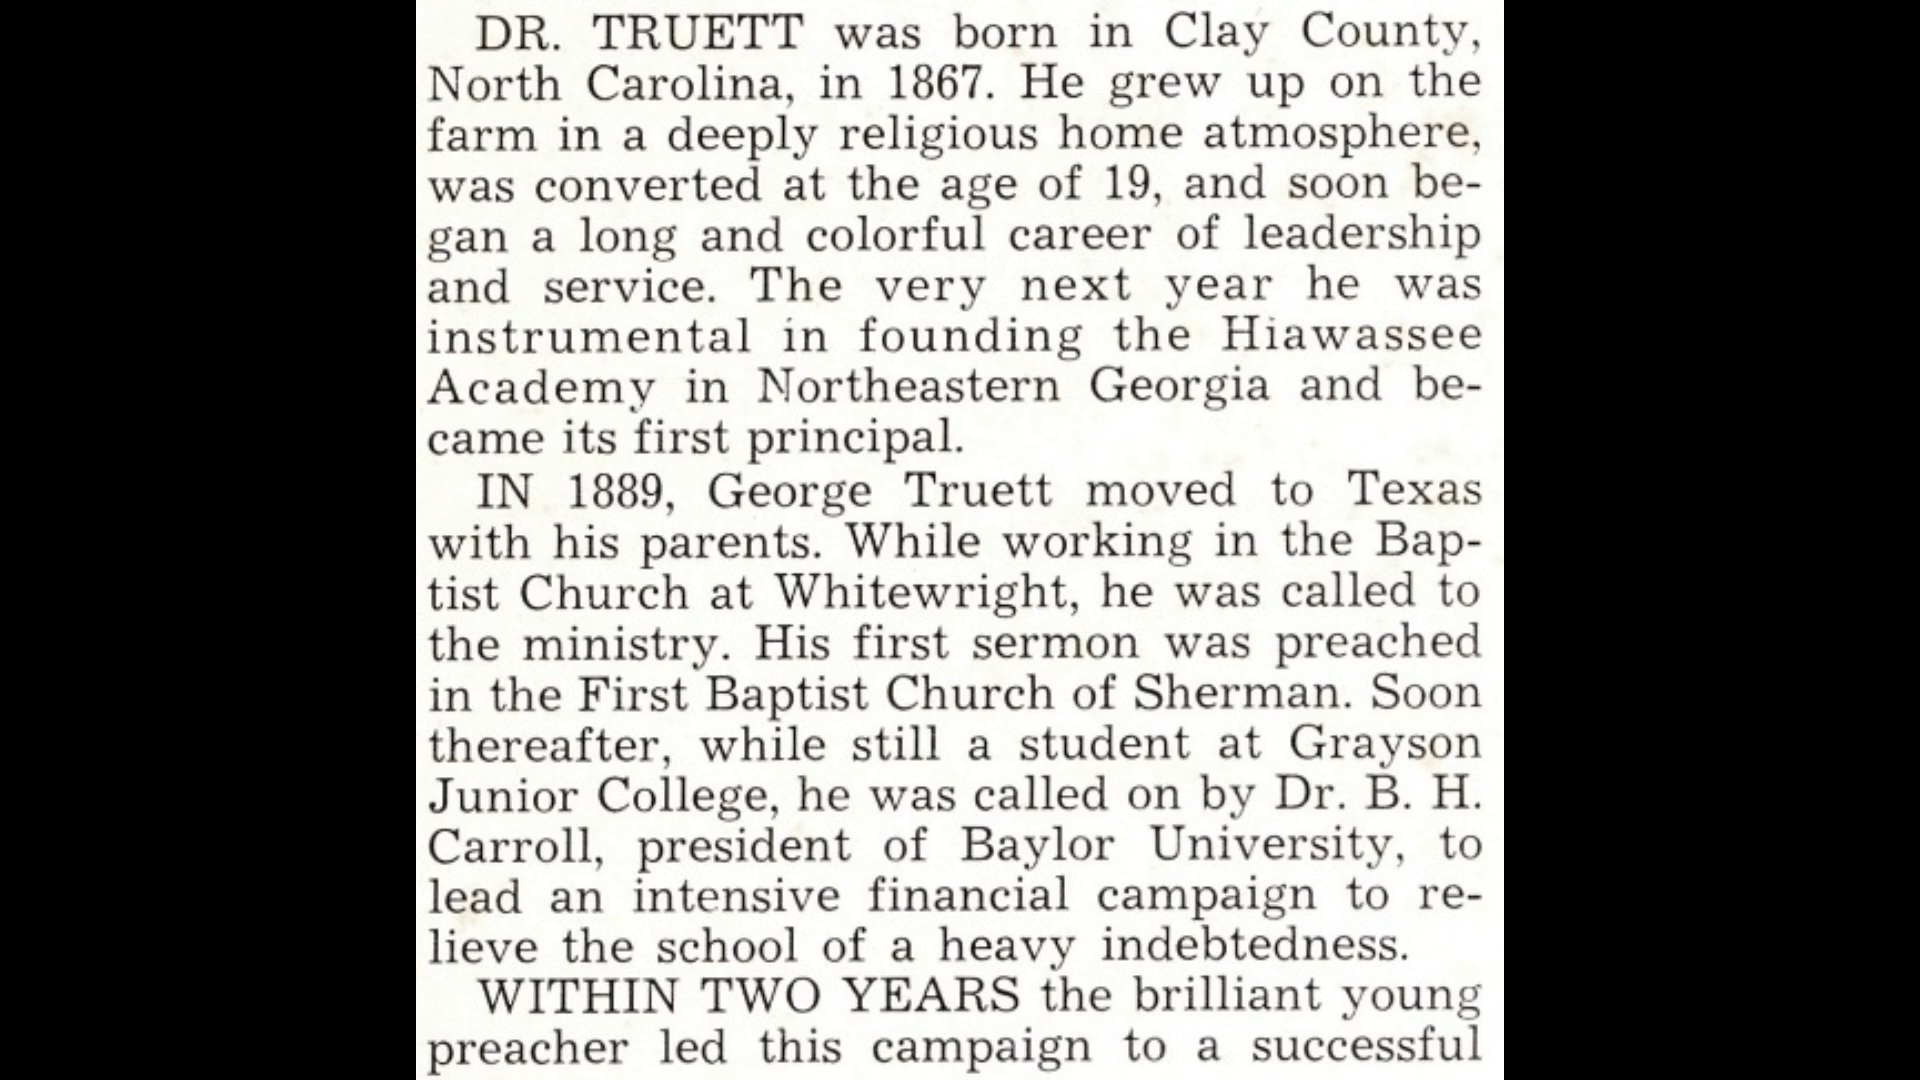 DR. TRUETT was born in Clay County,
North Carolina, in 1867. He grew up on the
farm in a deeply religious home atmosphere,
was converted at the age of 19, and soon be-
gan a long and colorful career of leadership
and service. The very next year he was
instrumental in founding the Hiawassee
Academy in Northeastern Georgia and be-
came its first principal.
IN 1889, George Truett moved to Texas
with his parents. While working in the Bap-
tist Church at Whitewright, he was called to
the ministry. His first sermon was preached
in the First Baptist Church of Sherman. Soon
thereafter, while still a student at Grayson
Junior College, he was called on by Dr. B. H.
Carroll, president of Baylor University, to
lead an intensive financial campaign to re-
lieve the school of a heavy indebtedness.
WITHIN TWO YEARS the brilliant young
preacher led this campaign to a successful